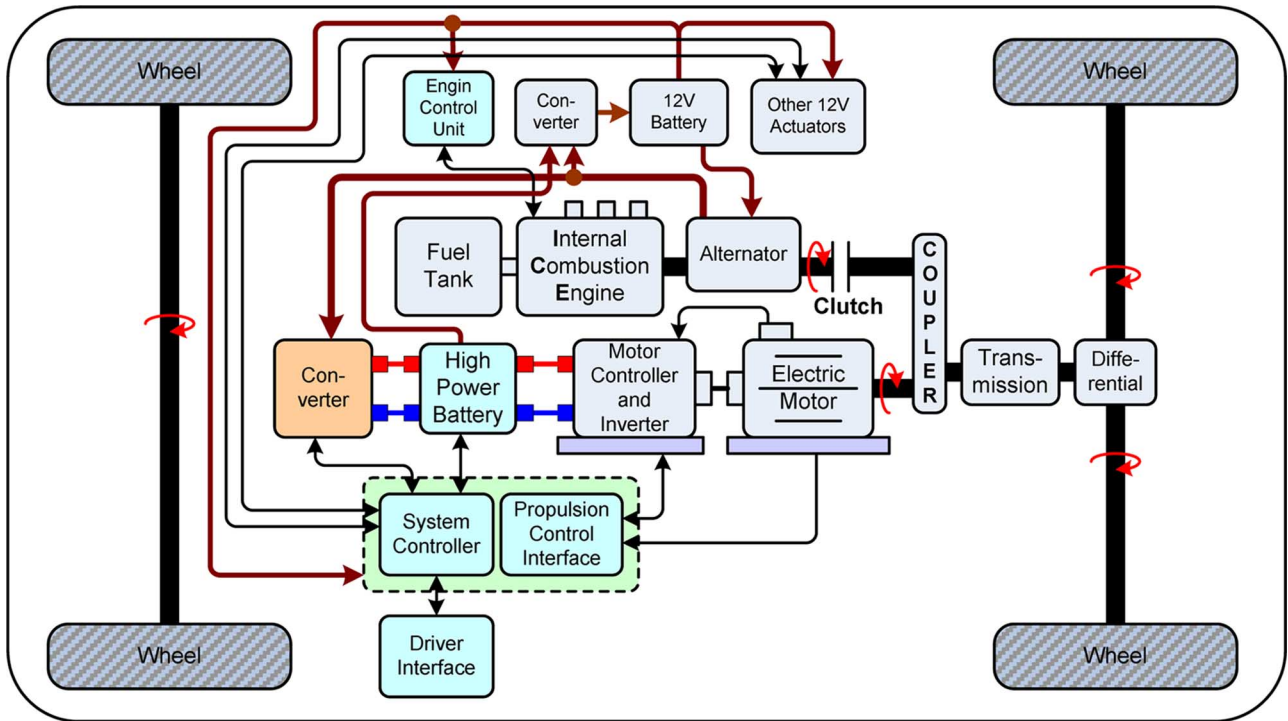 Wheel
Wheel
Engin
Control
Unit
Con-
verter
12V
Battery
Other 12V
Actuators
Fuel
Tank
Internal
Combustion
Engine
Alternator
Clutch
COUPLER
Con-
verter
High
Power
Battery
Motor
Controller
and
Inverter
Electric
Motor
Trans-
mission
Diffe-
rential
System
Controller
Propulsion
Control
Interface
Driver
Interface
Wheel
Wheel